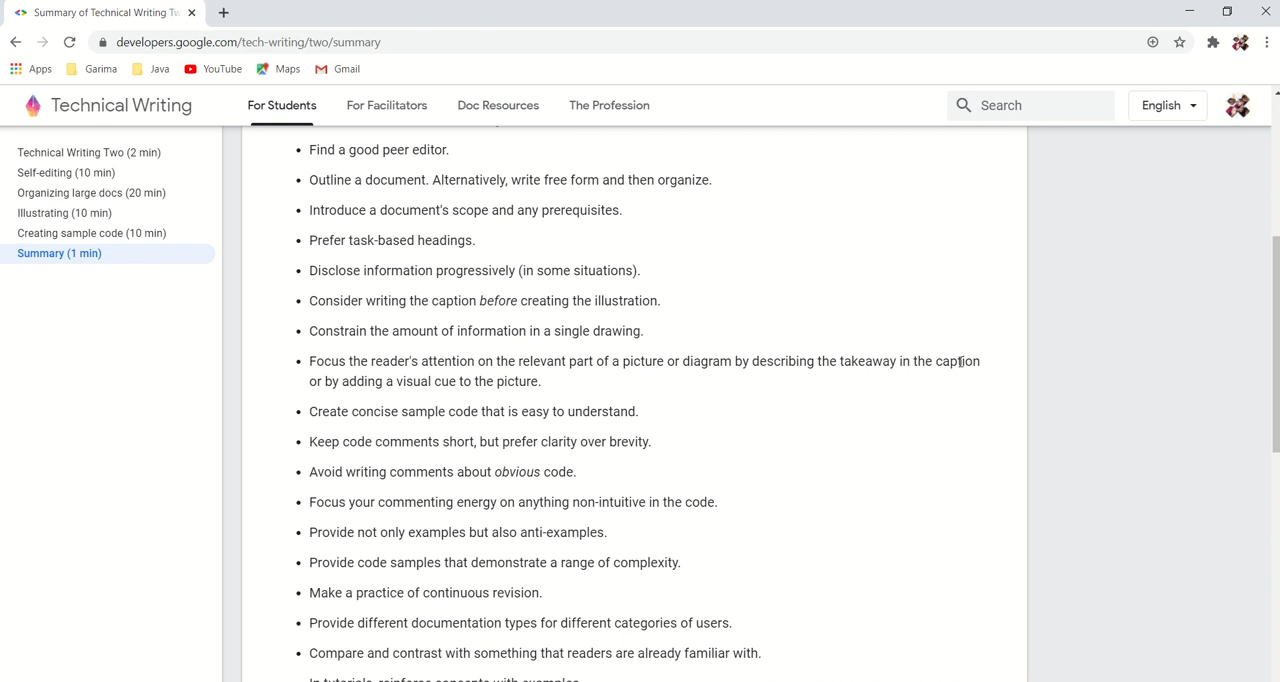 Summary of Technical Writing Tw
developers.google.com/tech-writing/two/summary
Apps Garima Java YouTube Maps Gmail
Technical Writing For Students For Facilitators Doc Resources The Profession Search English
Technical Writing Two (2 min)
Self-editing (10 min)
Organizing large docs (20 min)
Illustrating (10 min)
Creating sample code (10 min)
Summary (1 min)
• Find a good peer editor.
• Outline a document. Alternatively, write free form and then organize.
• Introduce a document's scope and any prerequisites.
• Prefer task-based headings.
• Disclose information progressively (in some situations).
• Consider writing the caption before creating the illustration.
• Constrain the amount of information in a single drawing.
• Focus the reader's attention on the relevant part of a picture or diagram by describing the takeaway in the caption
or by adding a visual cue to the picture.
• Create concise sample code that is easy to understand.
• Keep code comments short, but prefer clarity over brevity.
• Avoid writing comments about obvious code.
• Focus your commenting energy on anything non-intuitive in the code.
• Provide not only examples but also anti-examples.
• Provide code samples that demonstrate a range of complexity.
• Make a practice of continuous revision.
• Provide different documentation types for different categories of users.
• Compare and contrast with something that readers are already familiar with.
In tutorials, reinforce concepts with examples.